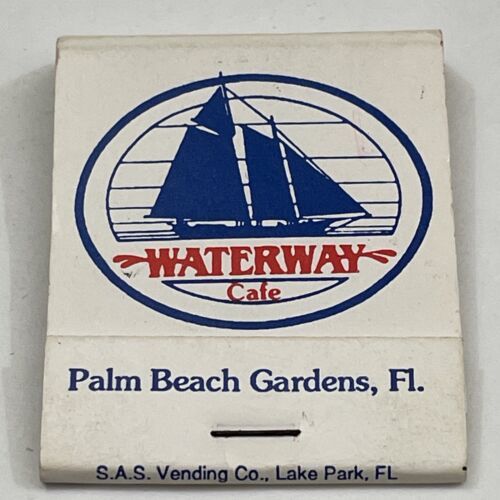 WATERWAY
Cafe
Palm Beach Gardens, Fl.
S.A.S. Vending Co., Lake Park, FL